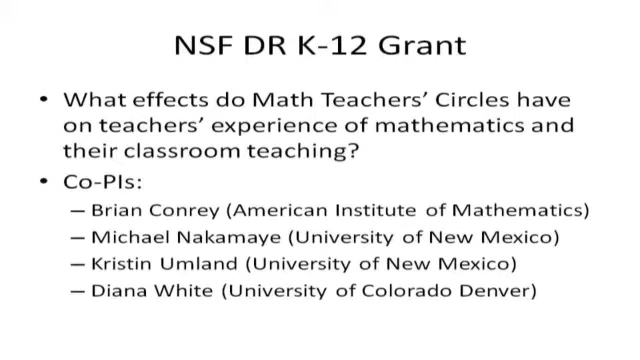 NSF DR K-12 Grant
• What effects do Math Teachers' Circles have
on teachers' experience of mathematics and
their classroom teaching?
• Co-PIs:
– Brian Conrey (American Institute of Mathematics)
– Michael Nakamaye (University of New Mexico)
– Kristin Umland (University of New Mexico)
– Diana White (University of Colorado Denver)